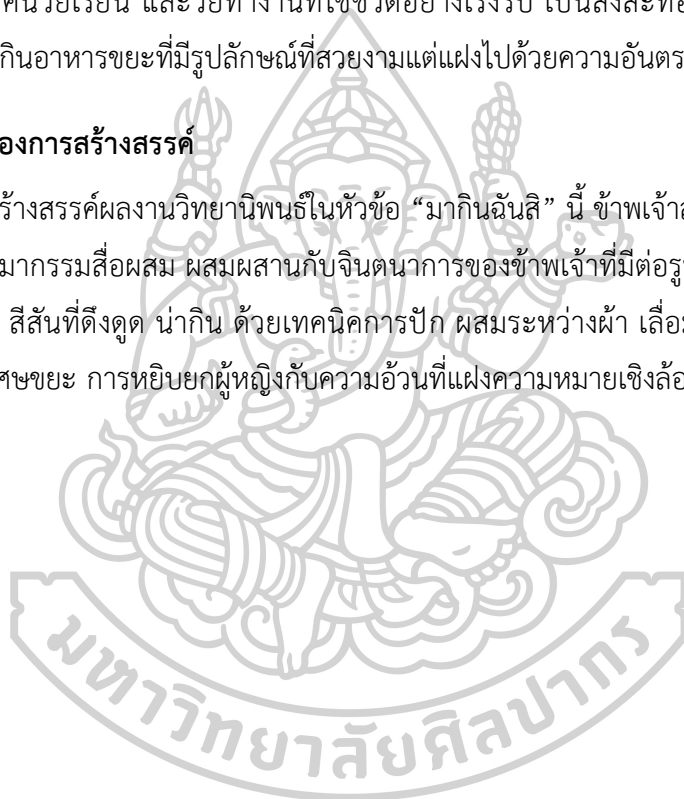 คนวัยเรียน และวัยทำงานที่ใช้ชีวิตอย่างเร่งรีบ เป็นสิ่งสะท้อ
กินอาหารขยะที่มีรูปลักษณ์ที่สวยงามแต่แฝงไปด้วยความอันตร
องการสร้างสรรค์
ร้างสรรค์ผลงานวิทยานิพนธ์ในหัวข้อ “มากินฉันสิ” นี้ ข้าพเจ้าส
มากรรมสื่อผสม ผสมผสานกับจินตนาการของข้าพเจ้าที่มีต่อรู
สีสันที่ดึงดูด น่ากิน ด้วยเทคนิคการปัก ผสมระหว่างผ้า เลื่อ
ศษขยะ การหยิบยกผู้หญิงกับความอ้วนที่แฝงความหมายเชิงล้อ
มหาวิทยาลัยศิลปากร